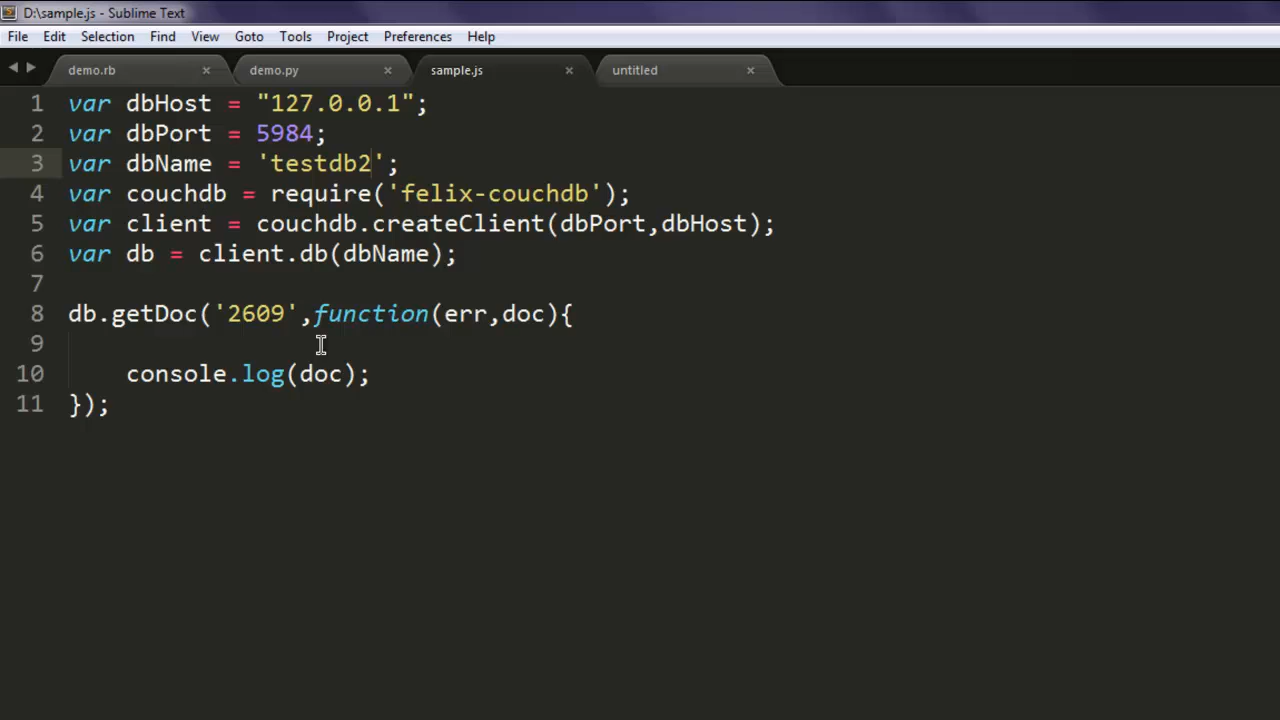 D:\sample.js - Sublime Text
File Edit Selection Find View Goto Tools Project Preferences Help
demo.rb × demo.py × sample.js × untitled ×
1 var dbHost = "127.0.0.1";
2 var dbPort = 5984;
3 var dbName = 'testdb2';
4 var couchdb = require('felix-couchdb');
5 var client = couchdb.createClient(dbPort,dbHost);
6 var db = client.db(dbName);
7
8 db.getDoc('2609',function(err,doc){
9
10 console.log(doc);
11 });